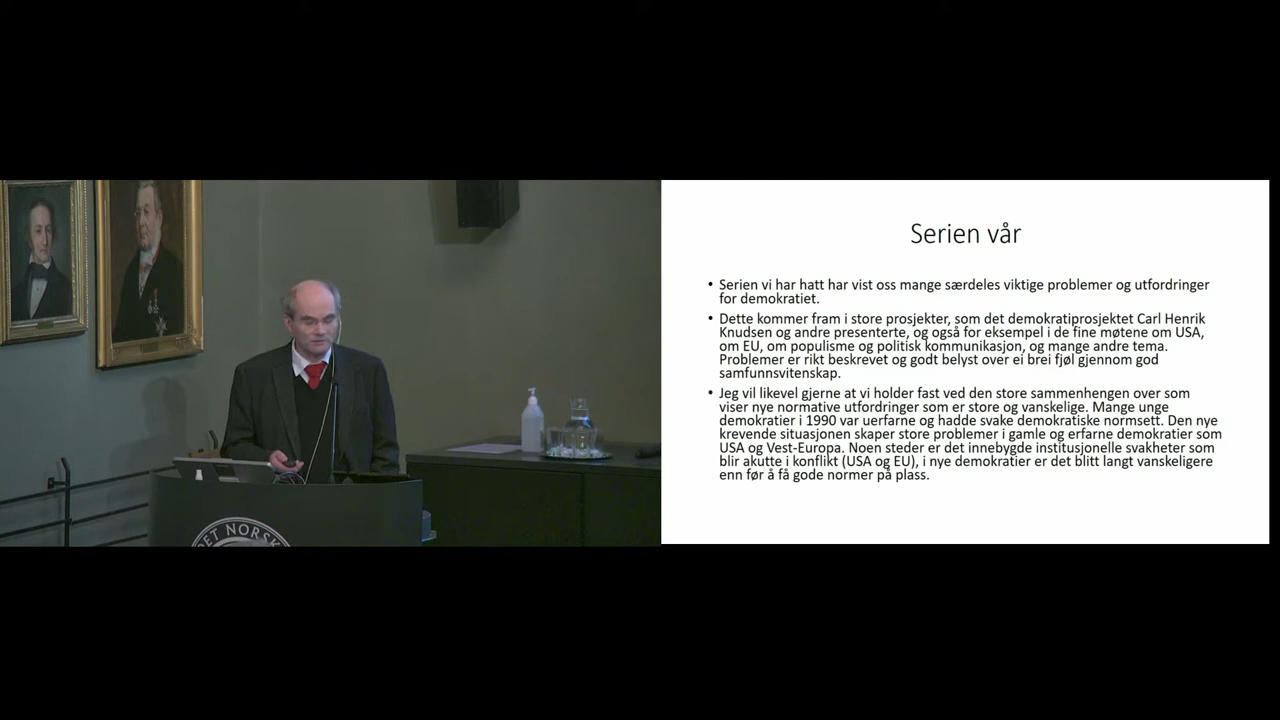 Serien vår
• Serien vi har hatt har vist oss mange særdeles viktige problemer og utfordringer
for demokratiet.
• Dette kommer fram i store prosjekter, som det demokratiprosjektet Carl Henrik
Knudsen og andre presenterte, og også for eksempel i de fine møtene om USA,
om EU, om populisme og politisk kommunikasjon, og mange andre tema.
Problemer er rikt beskrevet og godt belyst over ei brei fjøl gjennom god
samfunnsvitenskap.
• Jeg vil likevel gjerne at vi holder fast ved den store sammenhengen over som
viser nye normative utfordringer som er store og vanskelige. Mange unge
demokratier i 1990 var uerfarne og hadde svake demokratiske normsett. Den nye
krevende situasjonen skaper store problemer i gamle og erfarne demokratier som
USA og Vest-Europa. Noen steder er det innebygde institusjonelle svakheter som
blir akutte i konflikt (USA og EU), i nye demokratier er det blitt langt vanskeligere
enn før å få gode normer på plass.
DET NORSK